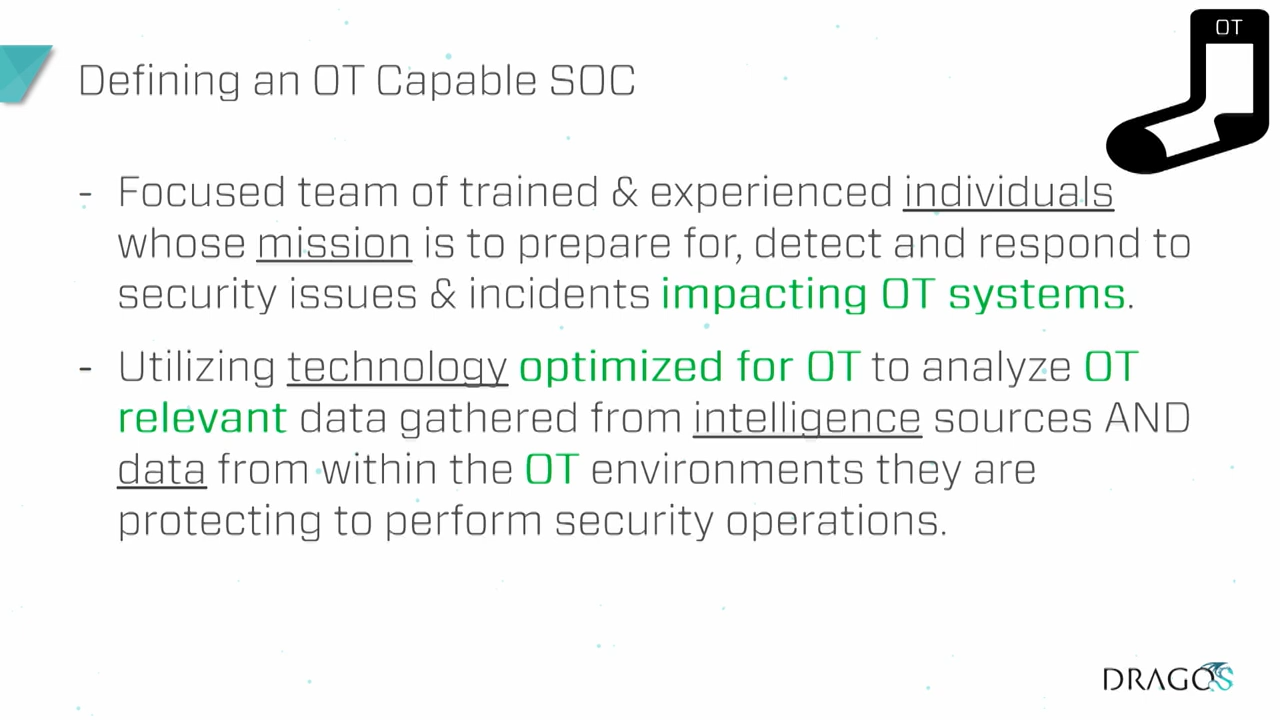 OT
Defining an OT Capable SOC
- Focused team of trained & experienced individuals
whose mission is to prepare for, detect and respond to
security issues & incidents impacting OT systems.
- Utilizing technology optimized for OT to analyze OT
relevant data gathered from intelligence sources AND
data from within the OT environments they are
protecting to perform security operations.
DRAGOS